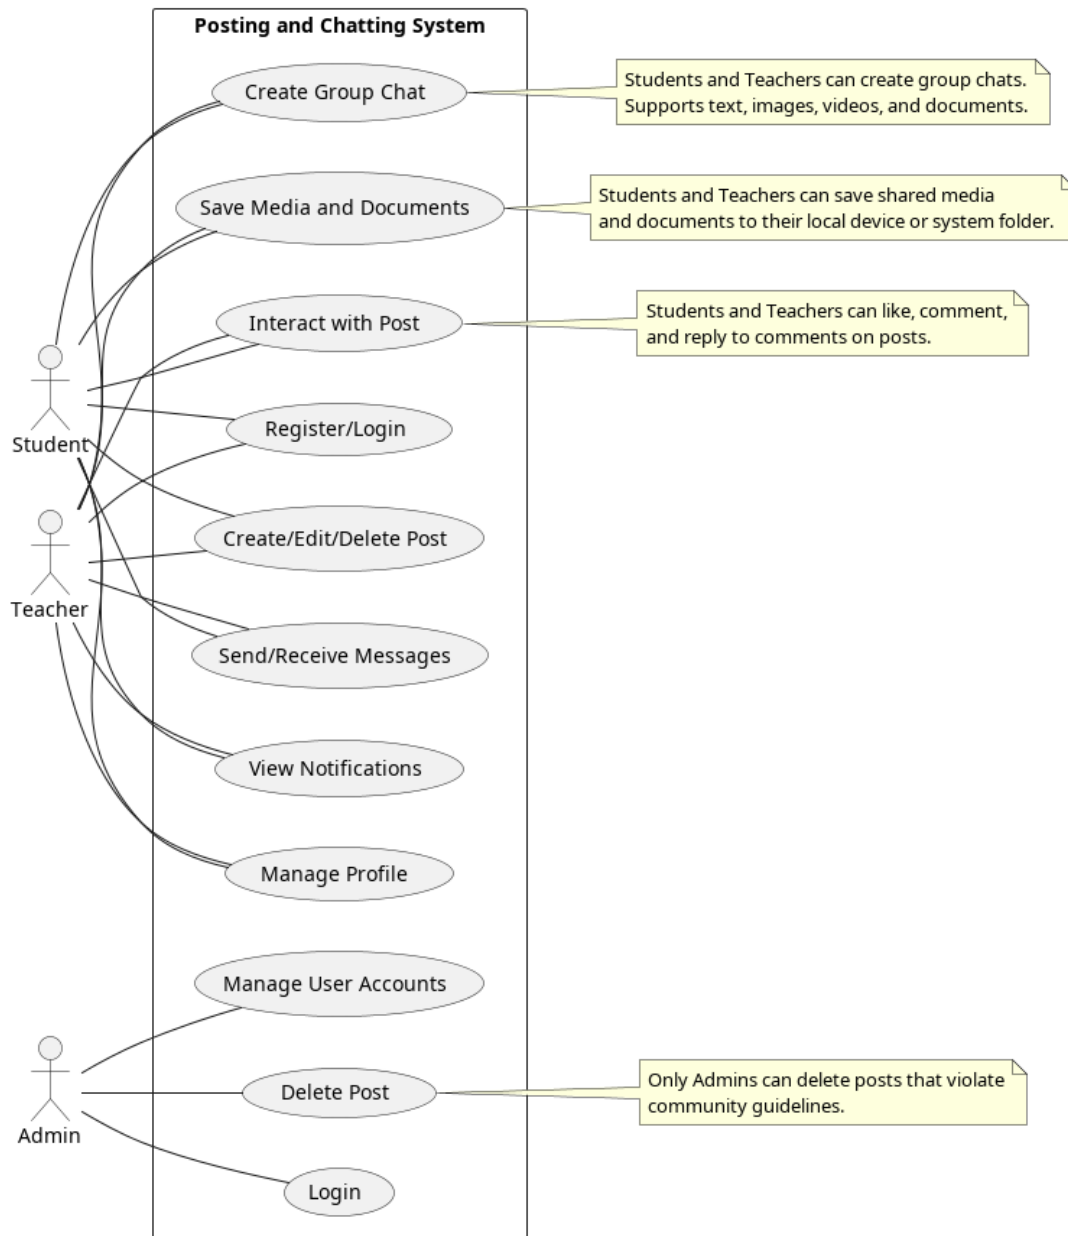 Posting and Chatting System
Create Group Chat
Students and Teachers can create group chats.
Supports text, images, videos, and documents.
Save Media and Documents
Students and Teachers can save shared media
and documents to their local device or system folder.
Interact with Post
Students and Teachers can like, comment,
and reply to comments on posts.
Student
Register/Login
Create/Edit/Delete Post
Teacher
Send/Receive Messages
View Notifications
Manage Profile
Manage User Accounts
Admin
Delete Post
Only Admins can delete posts that violate
community guidelines.
Login